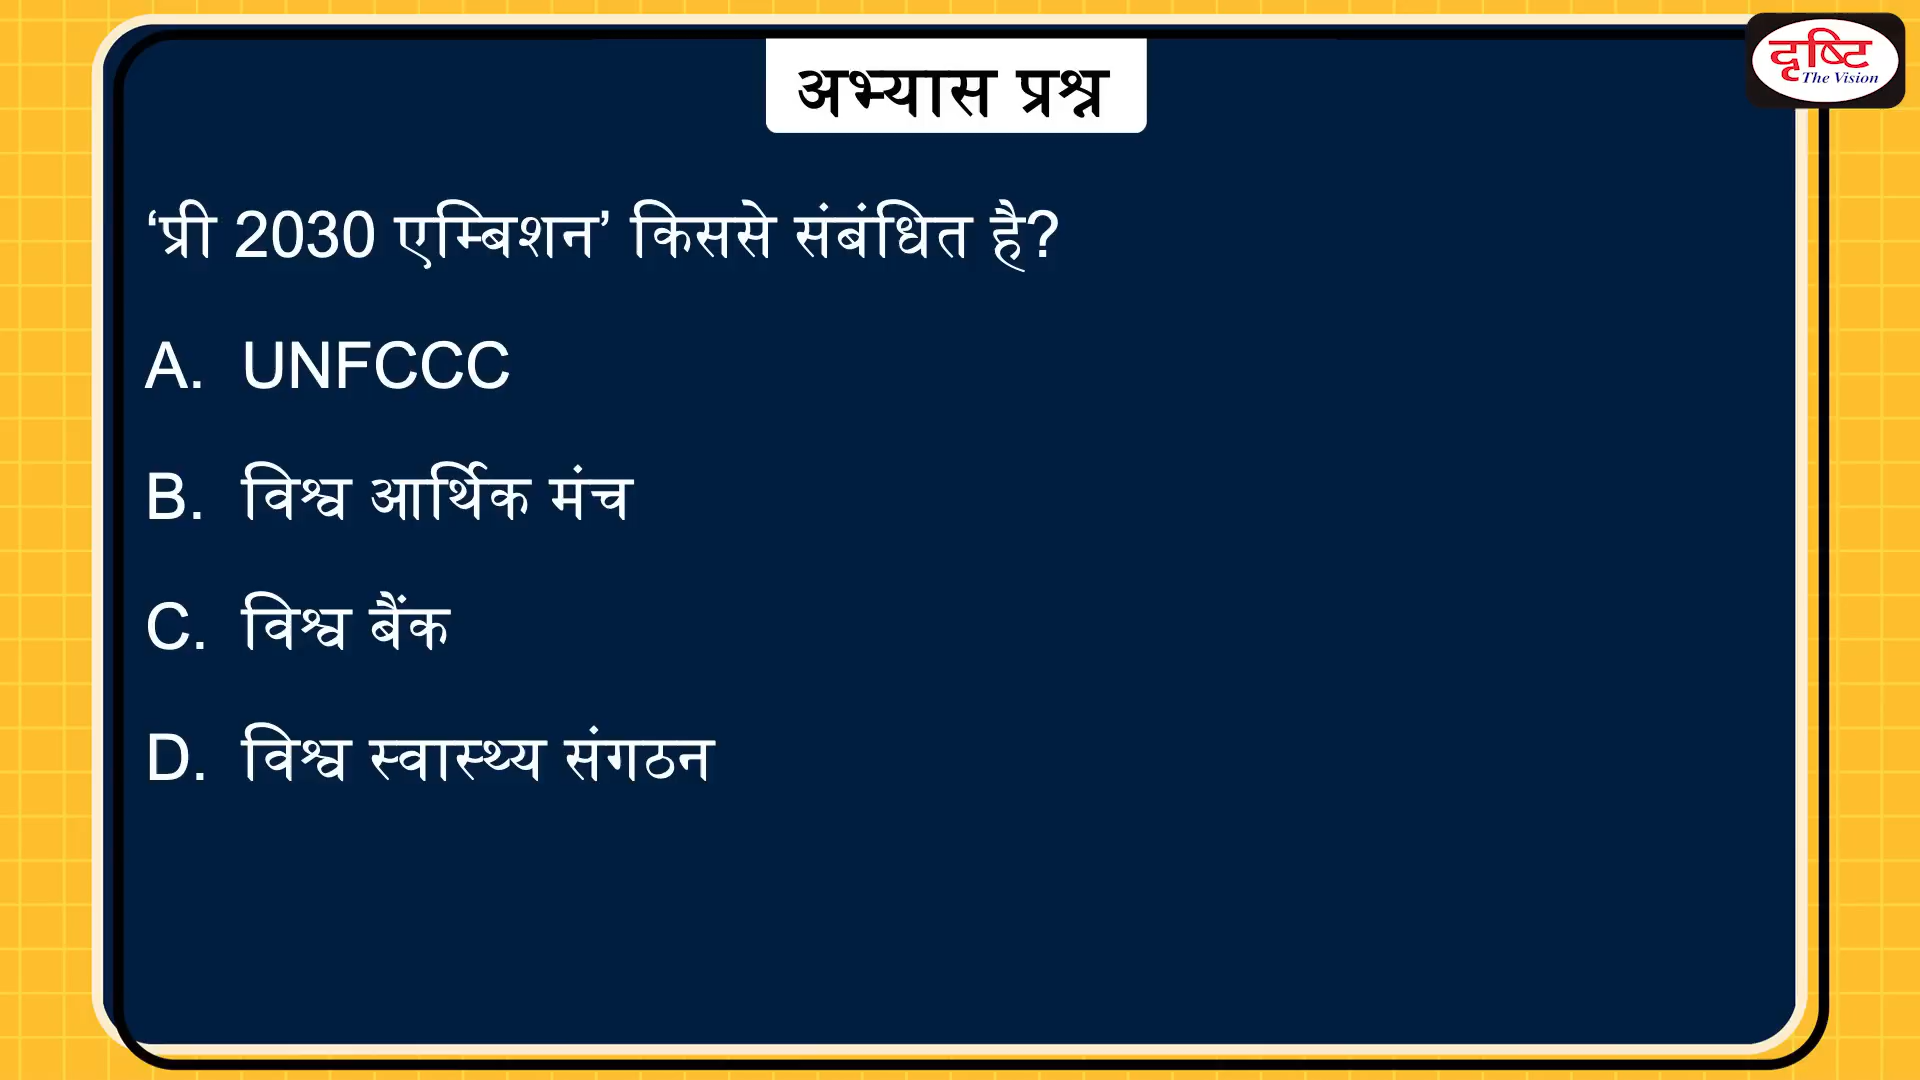 दृष्टि
The Vision
अभ्यास प्रश्न
‘प्री 2030 एम्बिशन’ किससे संबंधित है?
A. UNFCCC
B. विश्व आर्थिक मंच
C. विश्व बैंक
D. विश्व स्वास्थ्य संगठन